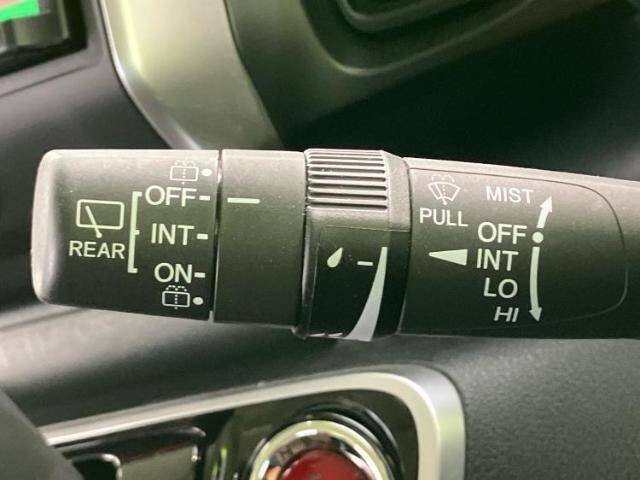 REAR
OFF
INT
ON
PULL
MIST
OFF
INT
LO
HI